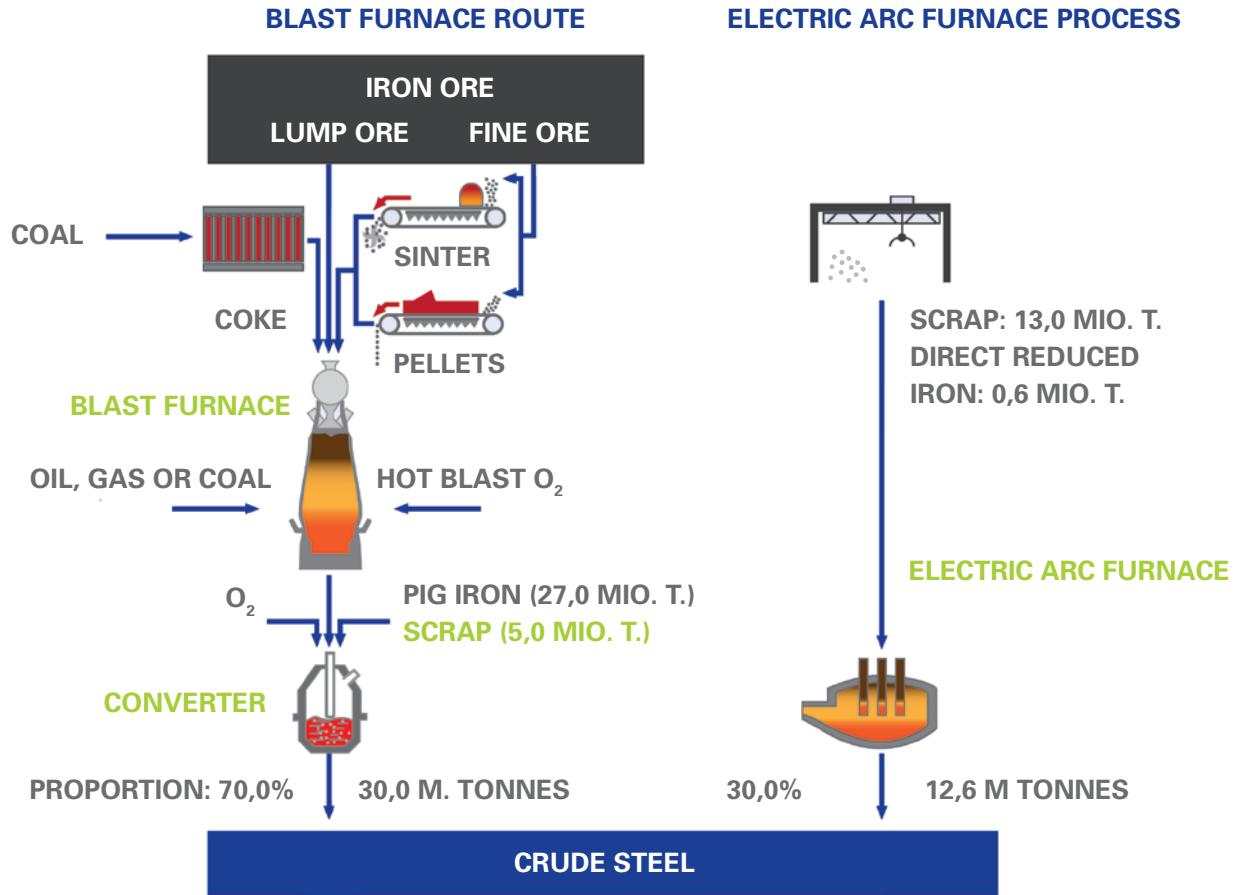 BLAST FURNACE ROUTE
ELECTRIC ARC FURNACE PROCESS
IRON ORE
LUMP ORE
FINE ORE
COAL
SINTER
COKE
PELLETS
SCRAP: 13,0 MIO. T.
DIRECT REDUCED
IRON: 0,6 MIO. T.
BLAST FURNACE
OIL, GAS OR COAL
HOT BLAST O₂
ELECTRIC ARC FURNACE
O₂
PIG IRON (27,0 MIO. T.)
SCRAP (5,0 MIO. T.)
CONVERTER
PROPORTION: 70,0%
30,0 M. TONNES
30,0%
12,6 M TONNES
CRUDE STEEL